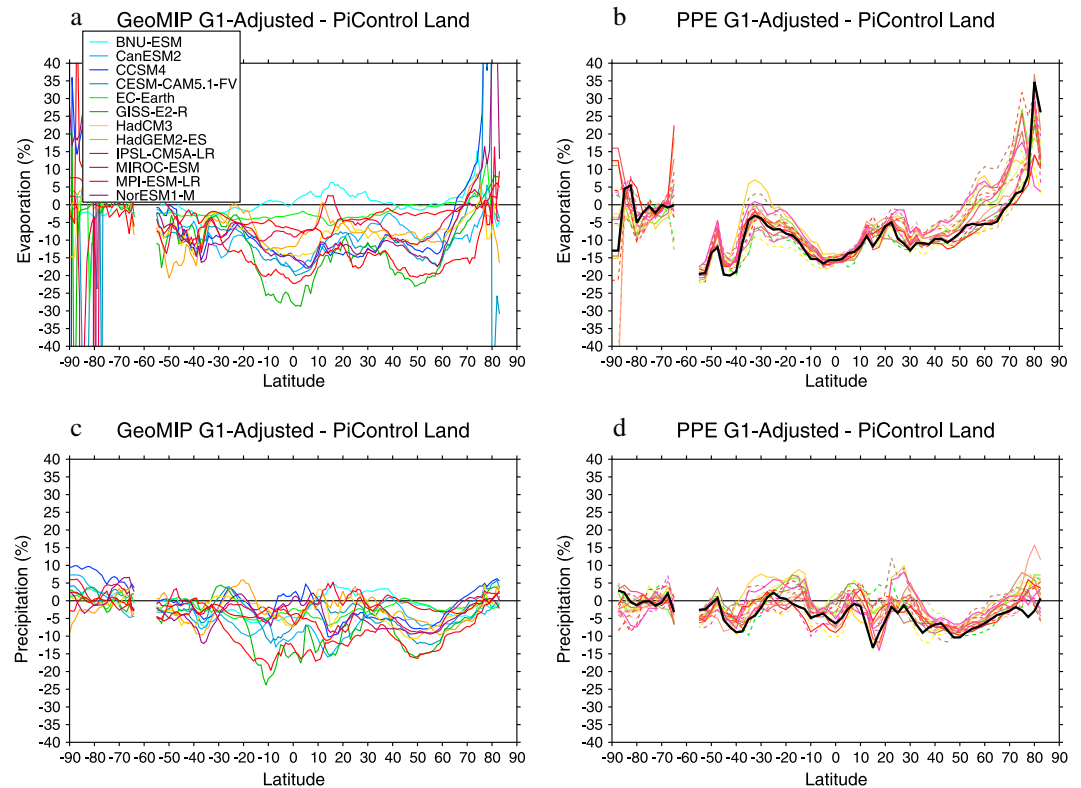 a
GeoMIP G1-Adjusted - PiControl Land
BNU-ESM
CanESM2
CCSM4
CESM-CAM5.1-FV
EC-Earth
GISS-E2-R
HadCM3
HadGEM2-ES
IPSL-CM5A-LR
MIROC-ESM
MPI-ESM-LR
NorESM1-M
Evaporation (%)
40
35
30
25
20
15
10
5
0
-5
-10
-15
-20
-25
-30
-35
-40
-90 -80 -70 -60 -50 -40 -30 -20 -10 0 10 20 30 40 50 60 70 80 90
Latitude
b
PPE G1-Adjusted - PiControl Land
Evaporation (%)
40
35
30
25
20
15
10
5
0
-5
-10
-15
-20
-25
-30
-35
-40
-90 -80 -70 -60 -50 -40 -30 -20 -10 0 10 20 30 40 50 60 70 80 90
Latitude
c
GeoMIP G1-Adjusted - PiControl Land
Precipitation (%)
40
35
30
25
20
15
10
5
0
-5
-10
-15
-20
-25
-30
-35
-40
-90 -80 -70 -60 -50 -40 -30 -20 -10 0 10 20 30 40 50 60 70 80 90
Latitude
d
PPE G1-Adjusted - PiControl Land
Precipitation (%)
40
35
30
25
20
15
10
5
0
-5
-10
-15
-20
-25
-30
-35
-40
-90 -80 -70 -60 -50 -40 -30 -20 -10 0 10 20 30 40 50 60 70 80 90
Latitude